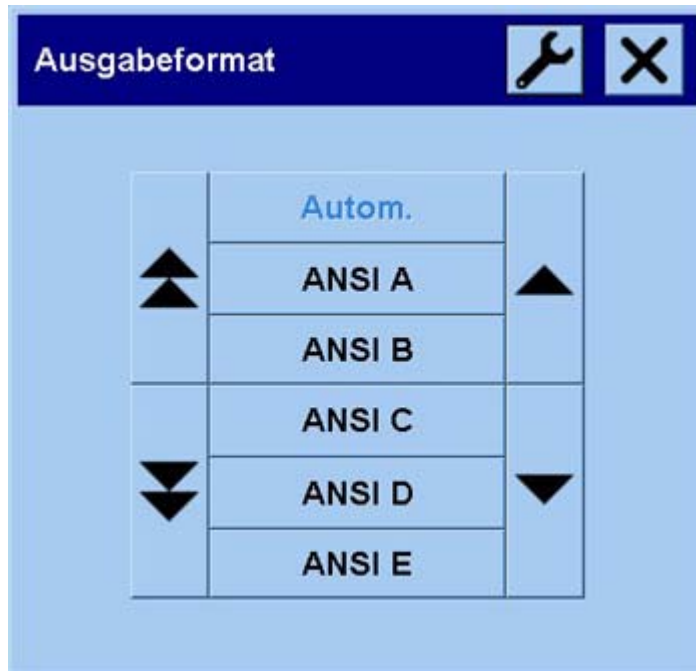 Ausgabeformat
Autom.
ANSI A
ANSI B
ANSI C
ANSI D
ANSI E